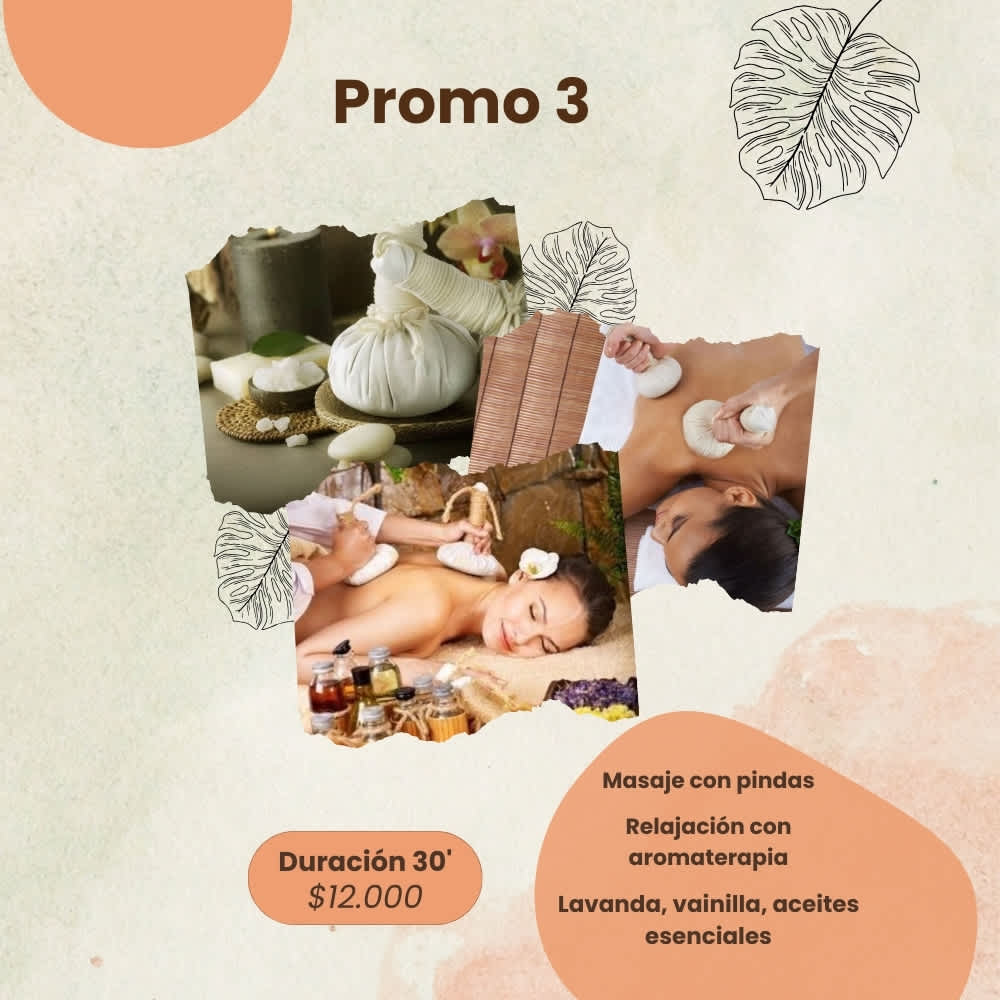 Promo 3
Masaje con pindas
Relajación con
aromaterapia
Duración 30'
$12.000
Lavanda, vainilla, aceites
esenciales